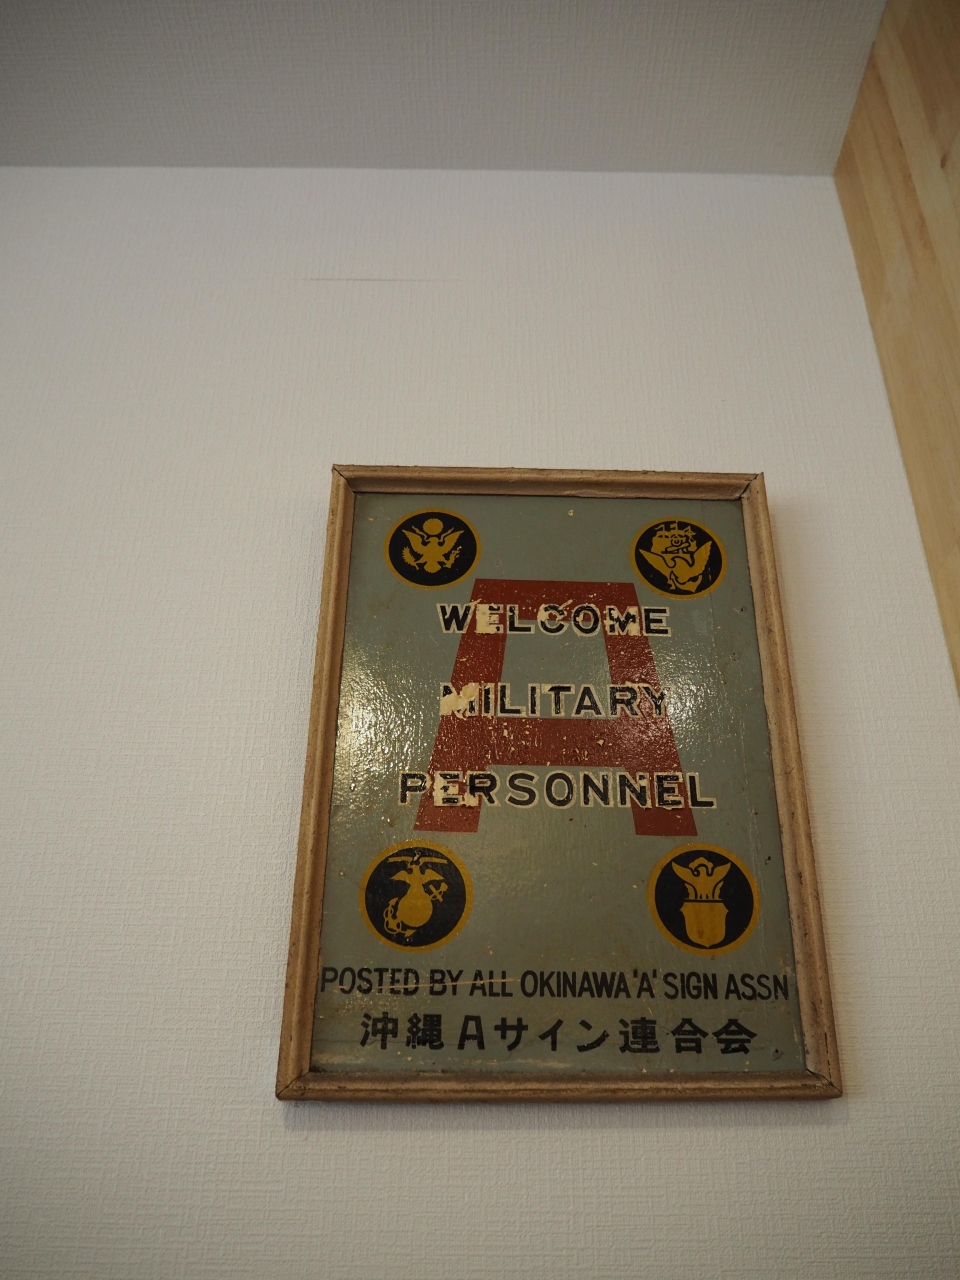 A
WELCOME
MILITARY
PERSONNEL
POSTED BY ALL OKINAWA 'A' SIGN ASSN
沖縄Aサイン連合会